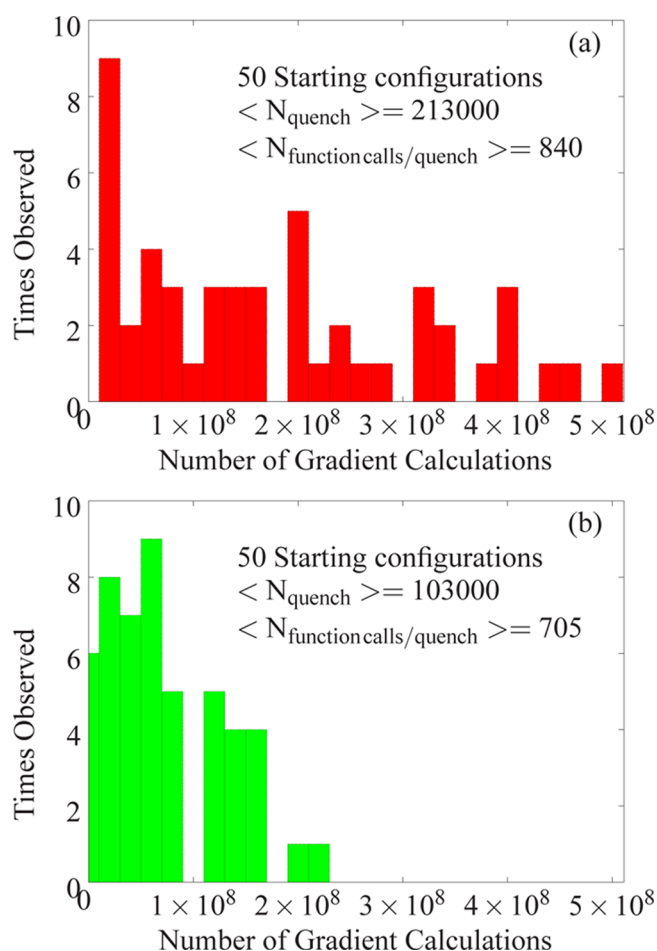 10
(a)
50 Starting configurations
8
< N_quench >= 213000
< N_function calls/quench >= 840
6
Times Observed
4
2
0
0 1 × 10^8 2 × 10^8 3 × 10^8 4 × 10^8 5 × 10^8
Number of Gradient Calculations
10
(b)
50 Starting configurations
8
< N_quench >= 103000
< N_function calls/quench >= 705
6
Times Observed
4
2
0
0 1 × 10^8 2 × 10^8 3 × 10^8 4 × 10^8 5 × 10^8
Number of Gradient Calculations